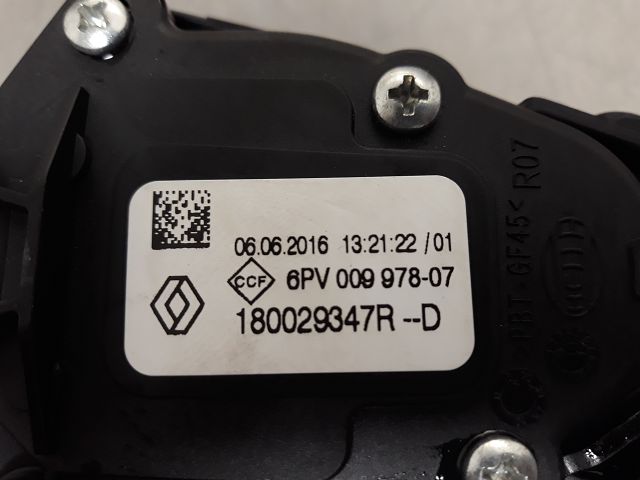 06.06.2016 13:21:22 /01
CCF 6PV 009 978-07
180029347R --D
>PBT-GF45< R07